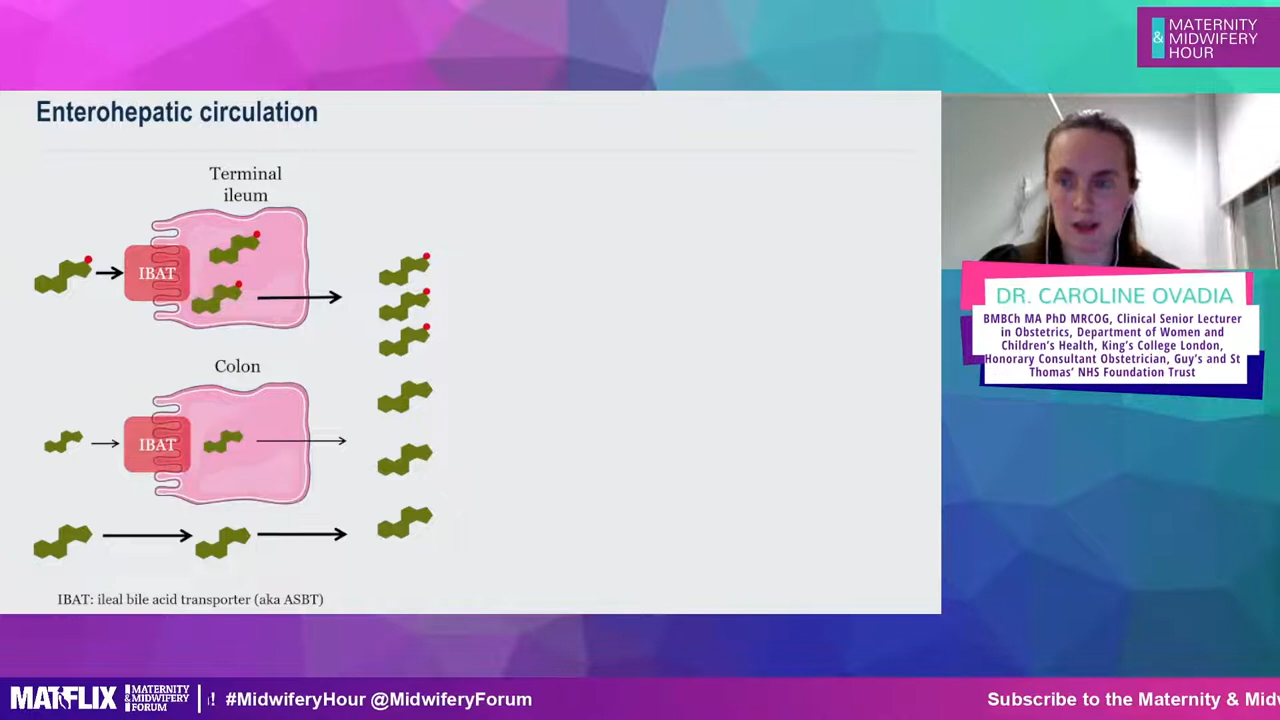 MATERNITY
& MIDWIFERY
HOUR
Enterohepatic circulation
Terminal
ileum
IBAT
Colon
IBAT
IBAT: ileal bile acid transporter (aka ASBT)
DR. CAROLINE OVADIA
BMBCh MA PhD MRCOG, Clinical Senior Lecturer
in Obstetrics, Department of Women and
Children's Health, King's College London,
Honorary Consultant Obstetrician, Guy's and St
Thomas' NHS Foundation Trust
MATFLIX
MATERNITY
& MIDWIFERY
FORUM
! #MidwiferyHour @MidwiferyForum
Subscribe to the Maternity &